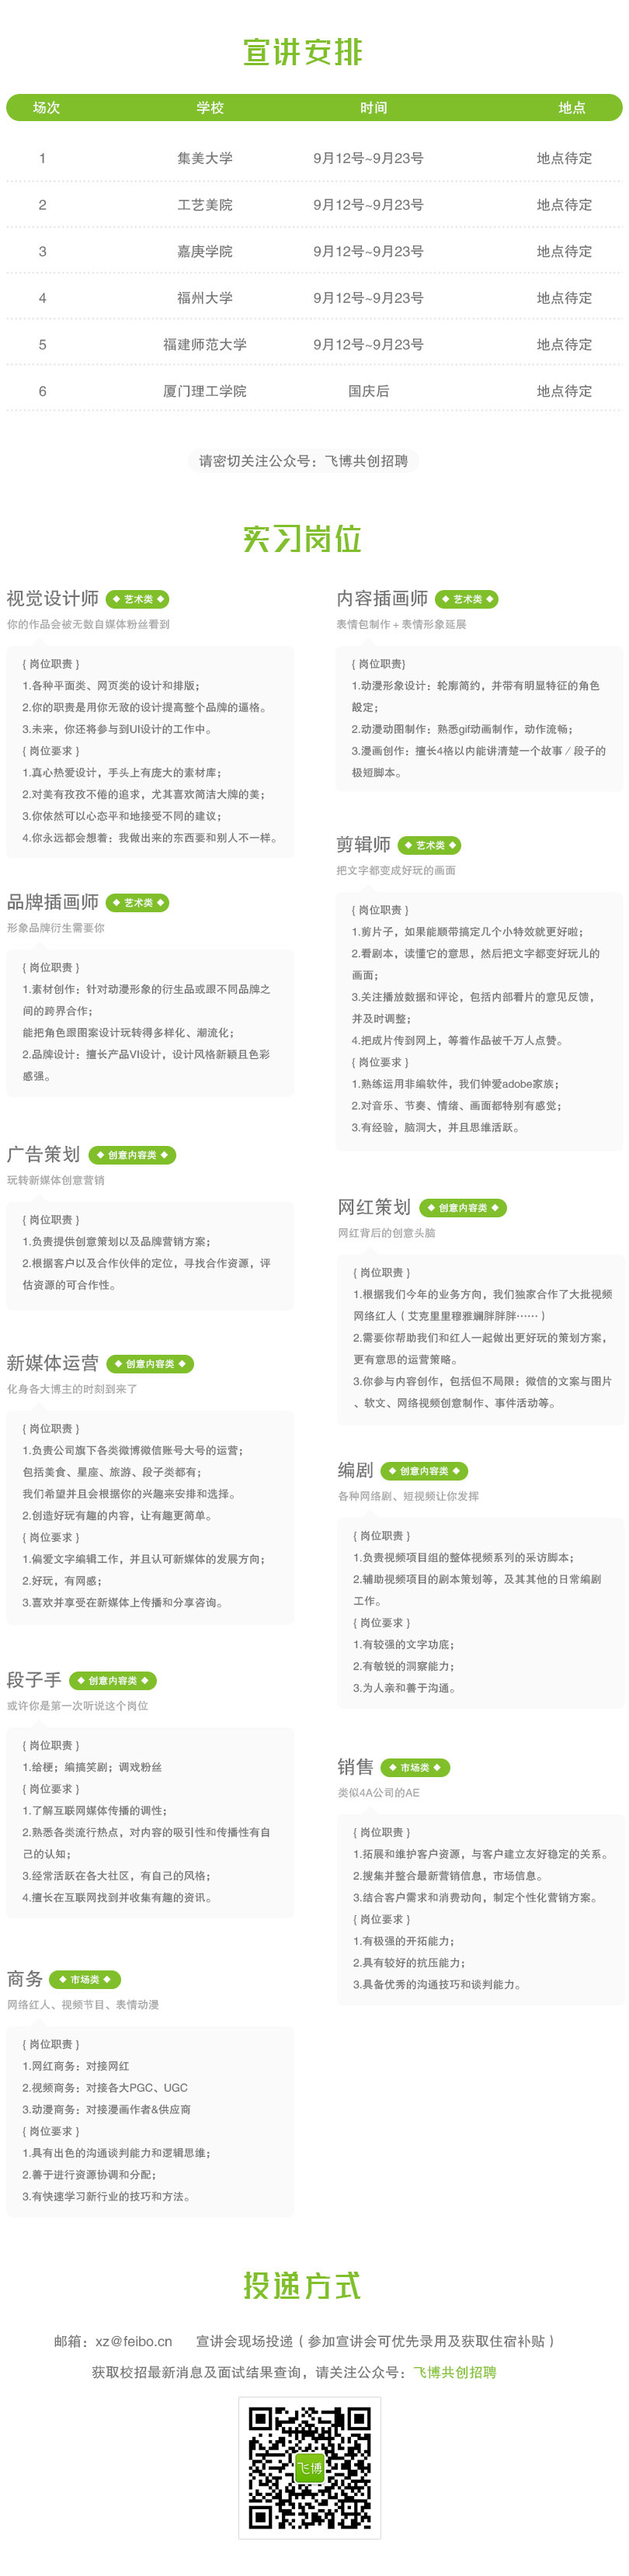 宣讲安排
场次 学校 时间 地点
1 集美大学 9月12号~9月23号 地点待定
2 工艺美院 9月12号~9月23号 地点待定
3 嘉庚学院 9月12号~9月23号 地点待定
4 福州大学 9月12号~9月23号 地点待定
5 福建师范大学 9月12号~9月23号 地点待定
6 厦门理工学院 国庆后 地点待定
请密切关注公众号：飞博共创招聘
实习岗位
视觉设计师 ◆ 艺术类 ◆
你的作品会被无数自媒体粉丝看到
{ 岗位职责 }
1.各种平面类、网页类的设计和排版；
2.你的职责是用你无敌的设计提高整个品牌的逼格。
3.未来，你还将参与到UI设计的工作中。
{ 岗位要求 }
1.真心热爱设计，手头上有庞大的素材库；
2.对美有孜孜不倦的追求，尤其喜欢简洁大牌的美；
3.你依然可以心态平和地接受不同的建议；
4.你永远都会想着：我做出来的东西要和别人不一样。
品牌插画师 ◆ 艺术类 ◆
形象品牌衍生需要你
{ 岗位职责 }
1.素材创作：针对动漫形象的衍生品或跟不同品牌之
间的跨界合作；
能把角色跟图案设计玩转得多样化、潮流化；
2.品牌设计：擅长产品VI设计，设计风格新颖且色彩
感强。
广告策划 ◆ 创意内容类 ◆
玩转新媒体创意营销
{ 岗位职责 }
1.负责提供创意策划以及品牌营销方案；
2.根据客户以及合作伙伴的定位，寻找合作资源，评
估资源的可合作性。
新媒体运营 ◆ 创意内容类 ◆
化身各大博主的时刻到来了
{ 岗位职责 }
1.负责公司旗下各类微博微信账号大号的运营；
包括美食、星座、旅游、段子类都有；
我们希望并且会根据你的兴趣来安排和选择。
2.创造好玩有趣的内容，让有趣更简单。
{ 岗位要求 }
1.偏爱文字编辑工作，并且认可新媒体的发展方向；
2.好玩，有网感；
3.喜欢并享受在新媒体上传播和分享咨询。
段子手 ◆ 创意内容类 ◆
或许你是第一次听说这个岗位
{ 岗位职责 }
1.给梗；编搞笑剧；调戏粉丝
{ 岗位要求 }
1.了解互联网媒体传播的调性；
2.熟悉各类流行热点，对内容的吸引性和传播性有自
己的认知；
3.经常活跃在各大社区，有自己的风格；
4.擅长在互联网找到并收集有趣的资讯。
商务 ◆ 市场类 ◆
网络红人、视频节目、表情动漫
{ 岗位职责 }
1.网红商务：对接网红
2.视频商务：对接各大PGC、UGC
3.动漫商务：对接漫画作者&供应商
{ 岗位要求 }
1.具有出色的沟通谈判能力和逻辑思维；
2.善于进行资源协调和分配；
3.有快速学习新行业的技巧和方法。
内容插画师 ◆ 艺术类 ◆
表情包制作＋表情形象延展
{ 岗位职责}
1.动漫形象设计：轮廓简约，并带有明显特征的角色
设定；
2.动漫动图制作：熟悉gif动画制作，动作流畅；
3.漫画创作：擅长4格以内能讲清楚一个故事／段子的
极短脚本。
剪辑师 ◆ 艺术类 ◆
把文字都变成好玩的画面
{ 岗位职责 }
1.剪片子，如果能顺带搞定几个小特效就更好啦；
2.看剧本，读懂它的意思，然后把文字都变好玩儿的
画面；
3.关注播放数据和评论，包括内部看片的意见反馈，
并及时调整；
4.把成片传到网上，等着作品被千万人点赞。
{ 岗位要求 }
1.熟练运用非编软件，我们钟爱adobe家族；
2.对音乐、节奏、情绪、画面都特别有感觉；
3.有经验，脑洞大，并且思维活跃。
网红策划 ◆ 创意内容类 ◆
网红背后的创意头脑
{ 岗位职责 }
1.根据我们今年的业务方向，我们独家合作了大批视频
网络红人（艾克里里穆雅斓胖胖胖……）
2.需要你帮助我们和红人一起做出更好玩的策划方案，
更有意思的运营策略。
3.你参与内容创作，包括但不局限：微信的文案与图片
、软文、网络视频创意制作、事件活动等。
编剧 ◆ 创意内容类 ◆
各种网络剧、短视频让你发挥
{ 岗位职责 }
1.负责视频项目组的整体视频系列的采访脚本；
2.辅助视频项目的剧本策划等，及其其他的日常编剧
工作。
{ 岗位要求 }
1.有较强的文字功底；
2.有敏锐的洞察能力；
3.为人亲和善于沟通。
销售 ◆ 市场类 ◆
类似4A公司的AE
{ 岗位职责 }
1.拓展和维护客户资源，与客户建立友好稳定的关系。
2.搜集并整合最新营销信息，市场信息。
3.结合客户需求和消费动向，制定个性化营销方案。
{ 岗位要求 }
1.有极强的开拓能力；
2.具有较好的抗压能力；
3.具备优秀的沟通技巧和谈判能力。
投递方式
邮箱：xz@feibo.cn 宣讲会现场投递（参加宣讲会可优先录用及获取住宿补贴）
获取校招最新消息及面试结果查询，请关注公众号：飞博共创招聘
飞博